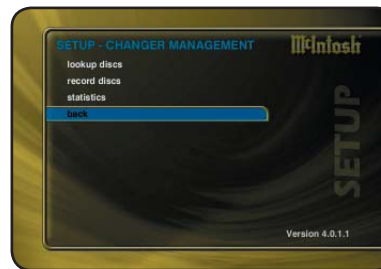 SETUP - CHANGER MANAGEMENT
McIntosh
lookup discs
record discs
statistics
back
SETUP
Version 4.0.1.1